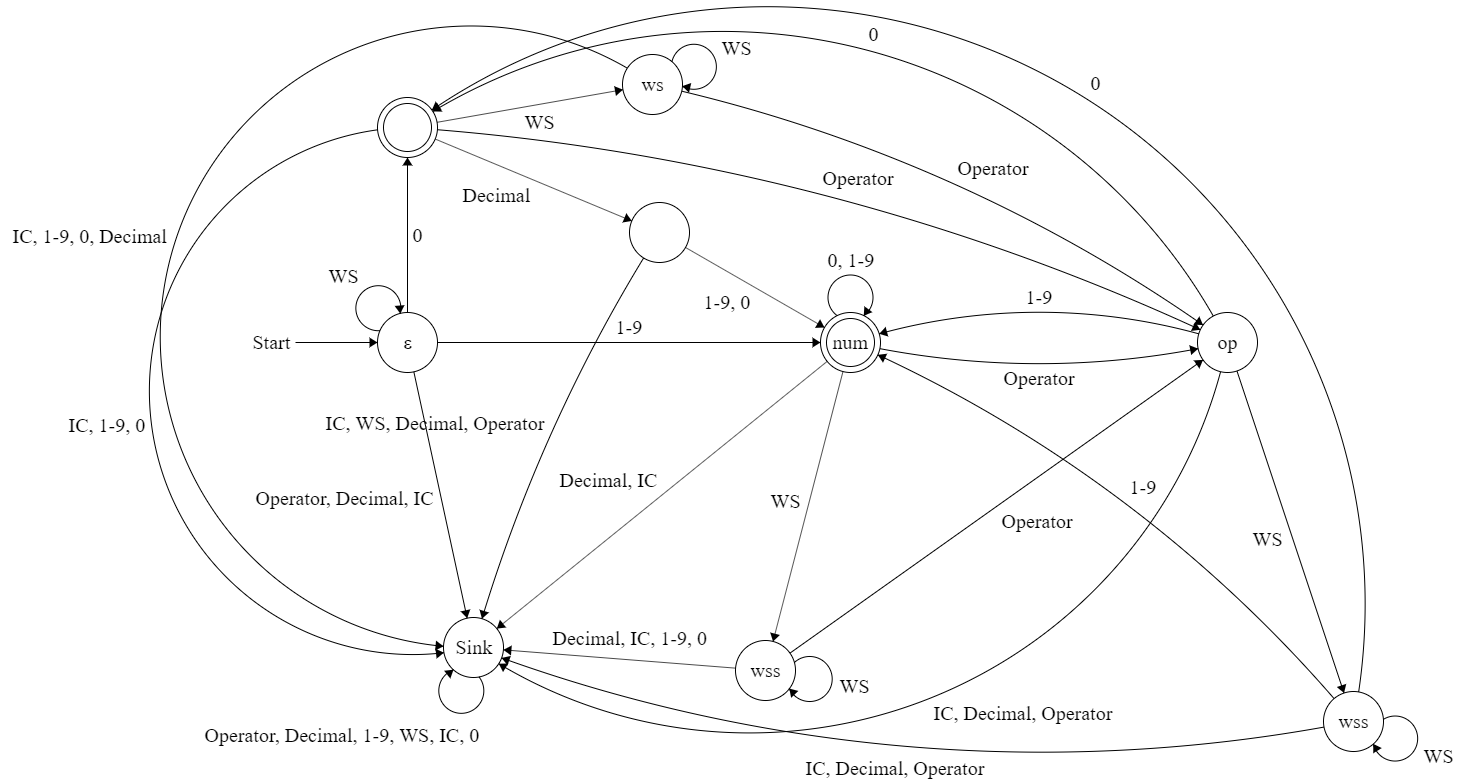 0
WS
0
ws
WS
Operator
Operator
Decimal
IC, 1-9, 0, Decimal
0
WS
0, 1-9
1-9, 0
1-9
1-9
Start
ε
num
op
Operator
IC, 1-9, 0
IC, WS, Decimal, Operator
Decimal, IC
1-9
Operator, Decimal, IC
WS
Operator
WS
Decimal, IC, 1-9, 0
Sink
wss
WS
IC, Decimal, Operator
wss
Operator, Decimal, 1-9, WS, IC, 0
WS
IC, Decimal, Operator